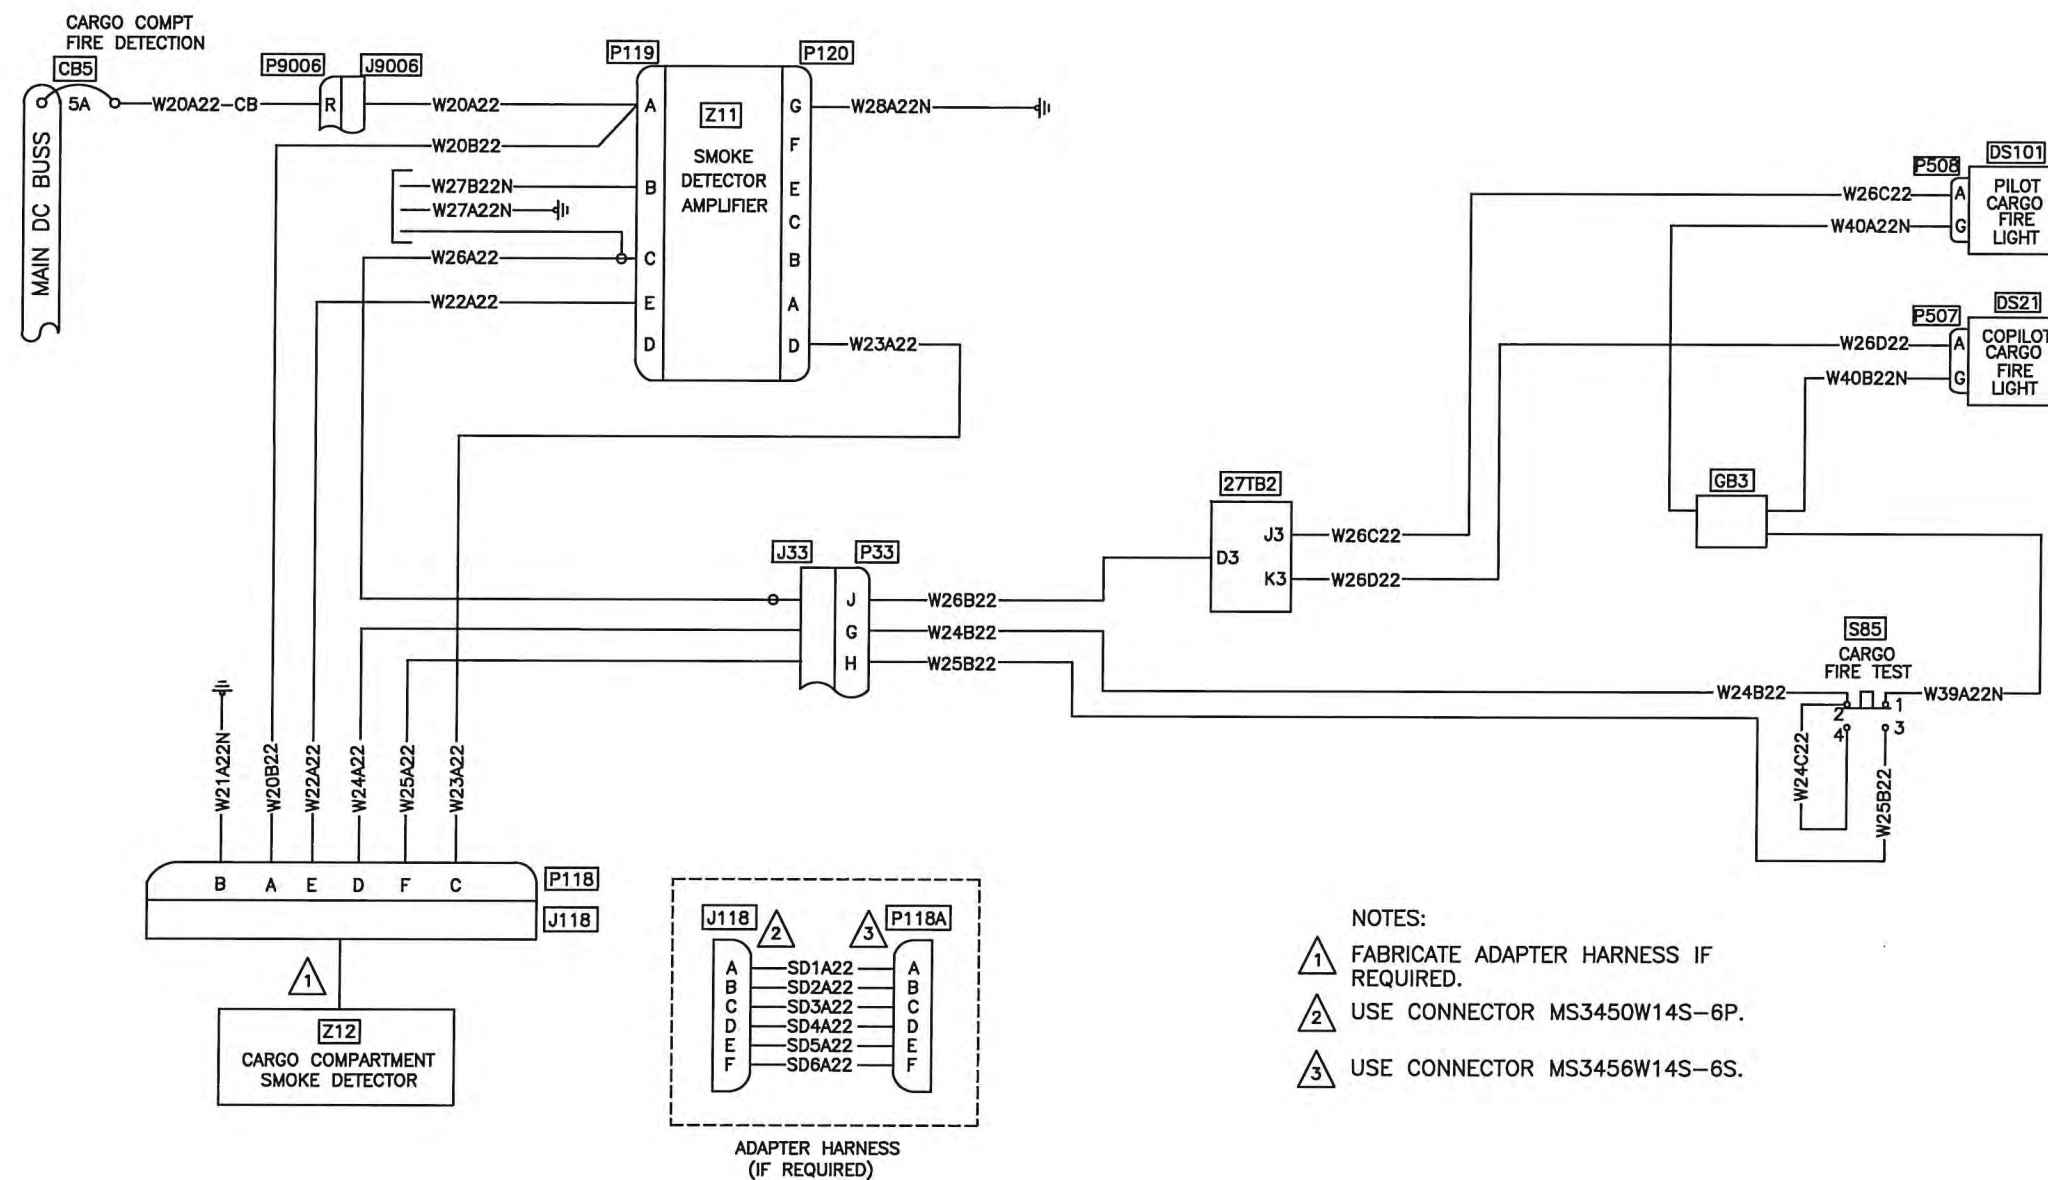 CARGO COMPT
FIRE DETECTION
CB5
5A
MAIN DC BUSS
W20A22-CB
P9006
J9006
R
W20A22
W20B22
W27B22N
W27A22N
W26A22
W22A22
P119
P120
A
B
C
E
D
Z11
SMOKE
DETECTOR
AMPLIFIER
G
F
E
C
B
A
D
W28A22N
W23A22
P508
DS101
W26C22
A
W40A22N
G
PILOT
CARGO
FIRE
LIGHT
P507
DS21
W26D22
A
W40B22N
G
COPILOT
CARGO
FIRE
LIGHT
27TB2
D3
J3
K3
W26C22
W26D22
GB3
J33
P33
J
G
H
W26B22
W24B22
W25B22
S85
CARGO
FIRE TEST
W24B22
W39A22N
2
1
4
3
W24C22
W25B22
W21A22N
W20B22
W22A22
W24A22
W25A22
W23A22
B A E D F C
P118
J118
1
Z12
CARGO COMPARTMENT
SMOKE DETECTOR
J118
2
3
P118A
A SD1A22 A
B SD2A22 B
C SD3A22 C
D SD4A22 D
E SD5A22 E
F SD6A22 F
ADAPTER HARNESS
(IF REQUIRED)
NOTES:
1 FABRICATE ADAPTER HARNESS IF
REQUIRED.
2 USE CONNECTOR MS3450W14S-6P.
3 USE CONNECTOR MS3456W14S-6S.